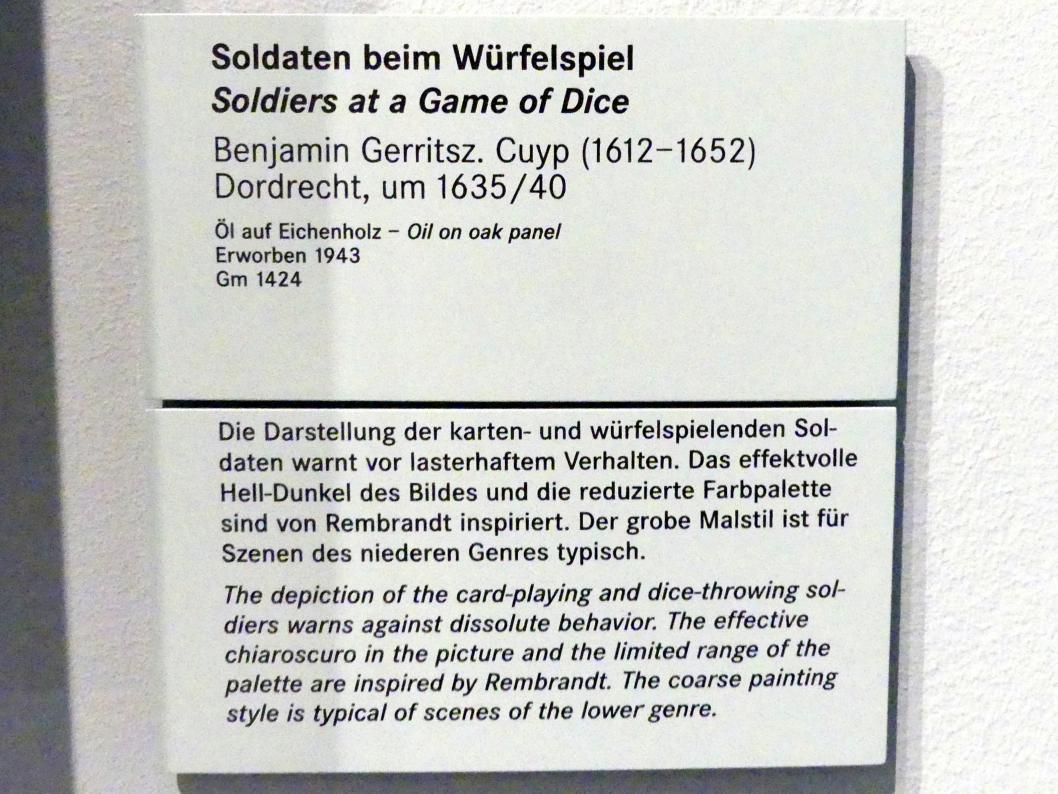 Soldaten beim Würfelspiel
Soldiers at a Game of Dice
Benjamin Gerritsz. Cuyp (1612–1652)
Dordrecht, um 1635/40
Öl auf Eichenholz – Oil on oak panel
Erworben 1943
Gm 1424
Die Darstellung der karten- und würfelspielenden Sol-
daten warnt vor lasterhaftem Verhalten. Das effektvolle
Hell-Dunkel des Bildes und die reduzierte Farbpalette
sind von Rembrandt inspiriert. Der grobe Malstil ist für
Szenen des niederen Genres typisch.
The depiction of the card-playing and dice-throwing sol-
diers warns against dissolute behavior. The effective
chiaroscuro in the picture and the limited range of the
palette are inspired by Rembrandt. The coarse painting
style is typical of scenes of the lower genre.